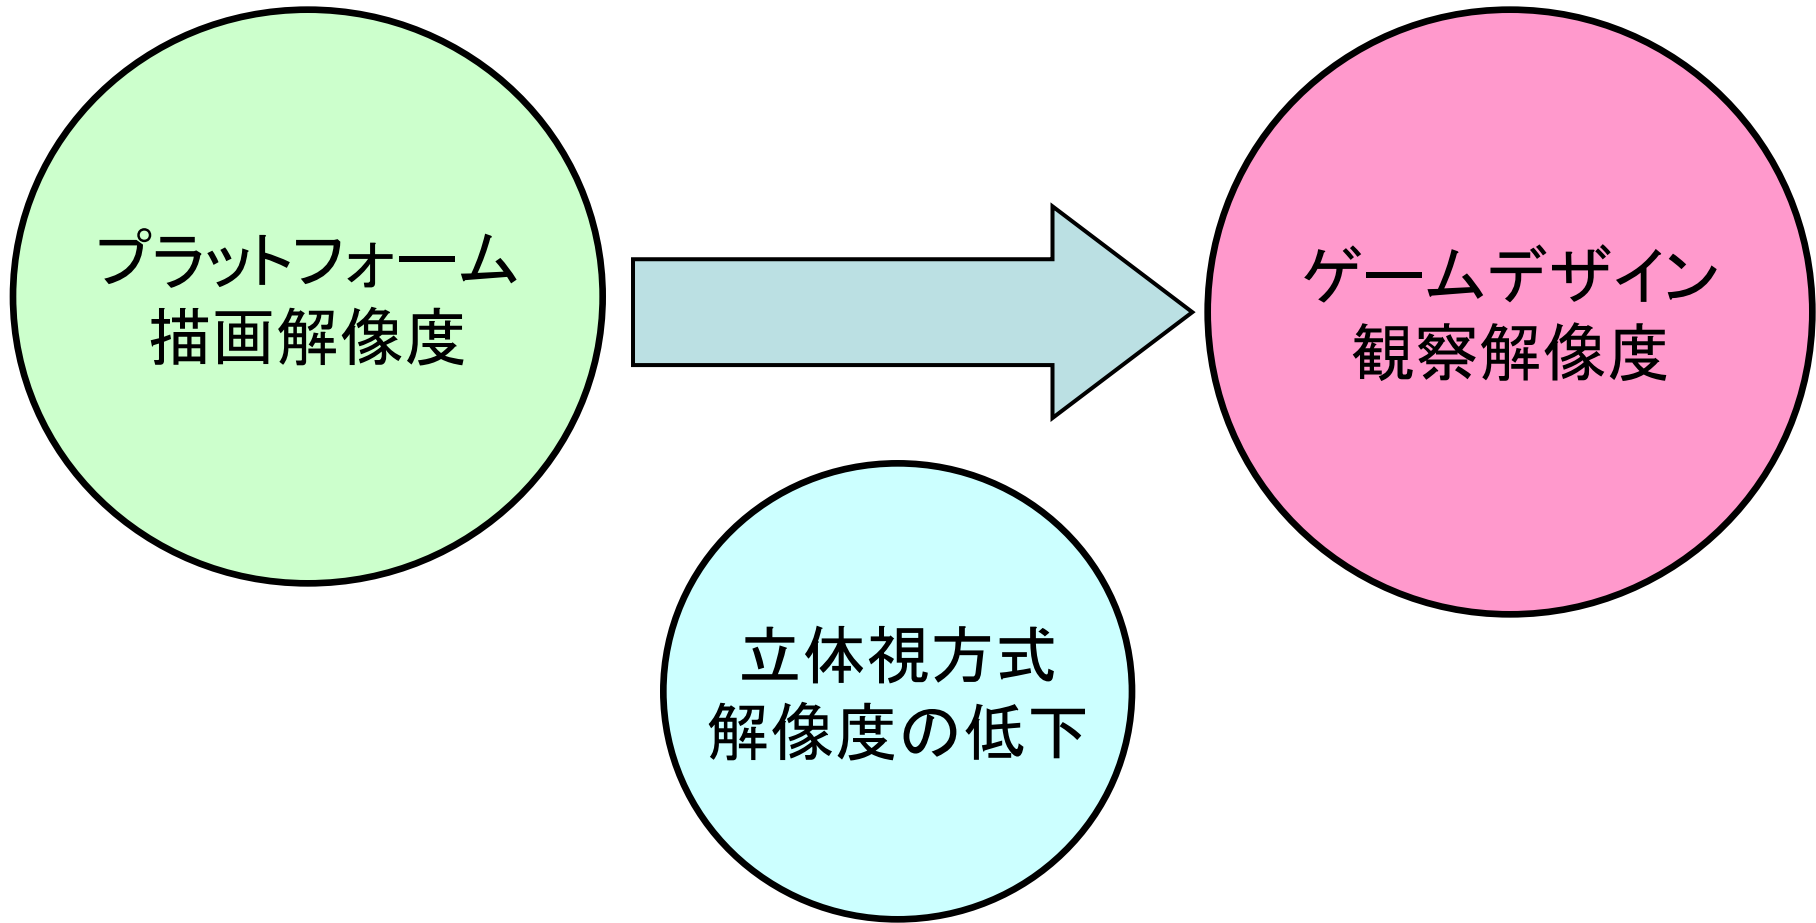 プラットフォーム
描画解像度
ゲームデザイン
観察解像度
立体視方式
解像度の低下